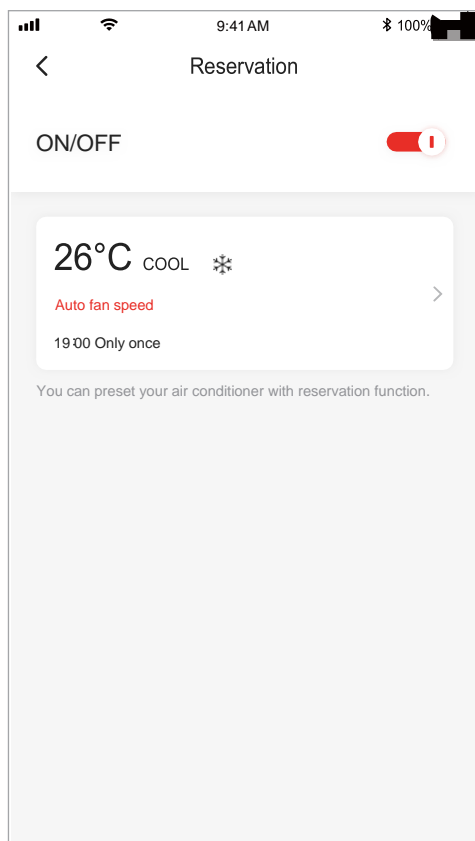 9:41 AM 100%
Reservation
ON/OFF
26°C COOL
Auto fan speed
19:00 Only once
You can preset your air conditioner with reservation function.